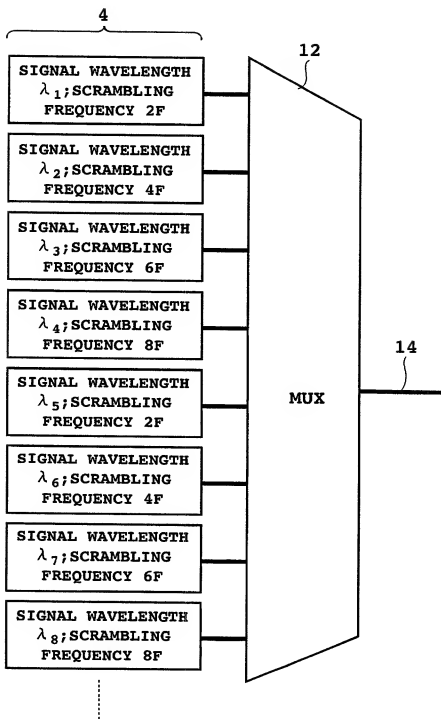 4
12
SIGNAL WAVELENGTH
λ1;SCRAMBLING
FREQUENCY 2F
SIGNAL WAVELENGTH
λ2;SCRAMBLING
FREQUENCY 4F
SIGNAL WAVELENGTH
λ3;SCRAMBLING
FREQUENCY 6F
SIGNAL WAVELENGTH
λ4;SCRAMBLING
FREQUENCY 8F
SIGNAL WAVELENGTH
λ5;SCRAMBLING
FREQUENCY 2F
SIGNAL WAVELENGTH
λ6;SCRAMBLING
FREQUENCY 4F
SIGNAL WAVELENGTH
λ7;SCRAMBLING
FREQUENCY 6F
SIGNAL WAVELENGTH
λ8;SCRAMBLING
FREQUENCY 8F
MUX
14